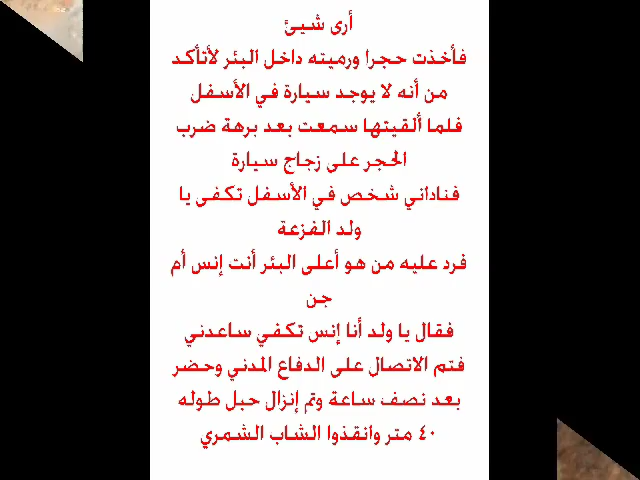 أرى شيئ
فأخذت حجرا ورميته داخل البئر لأتأكد
من أنه لا يوجد سيارة في الأسفل
فلما ألقيتها سمعت بعد برهة ضرب
الحجر على زجاج سيارة
فناداني شخص في الأسفل تكفى يا
ولد الفزعة
فرد عليه من هو أعلى البئر أنت إنس أم
جن
فقال يا ولد أنا إنس تكفي ساعدني
فتم الاتصال على الدفاع المدني وحضر
بعد نصف ساعة وتم إنزال حبل طوله
٤٠ متر وانقذوا الشاب الشمري